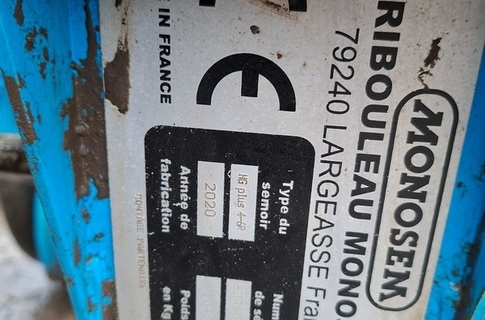 MONOSEM
RIBOULEAU MONO
79240 LARGEASSE Fra
CE
IN FRANCE
Type du
semoir
NG plus 4-6R
Année de
fabrication
2020
Num
de sé
Poids
en Kg